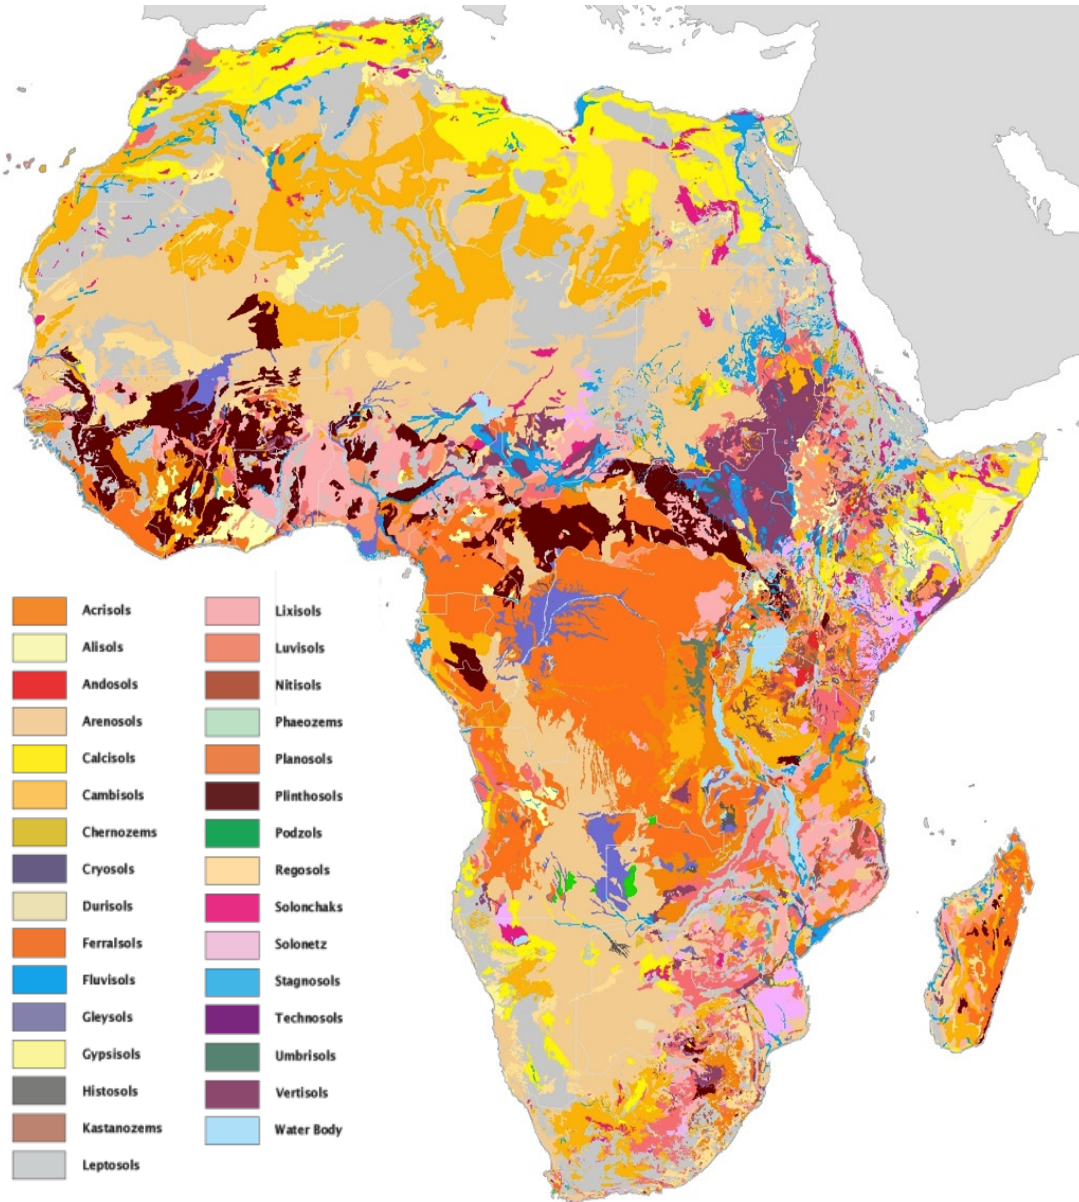 Acrisols
Alisols
Andosols
Arenosols
Calcisols
Cambisols
Chernozems
Cryosols
Durisols
Ferralsols
Fluvisols
Gleysols
Gypsisols
Histosols
Kastanozems
Leptosols
Lixisols
Luvisols
Nitisols
Phaeozems
Planosols
Plinthosols
Podzols
Regosols
Solonchaks
Solonetz
Stagnosols
Technosols
Umbrisols
Vertisols
Water Body